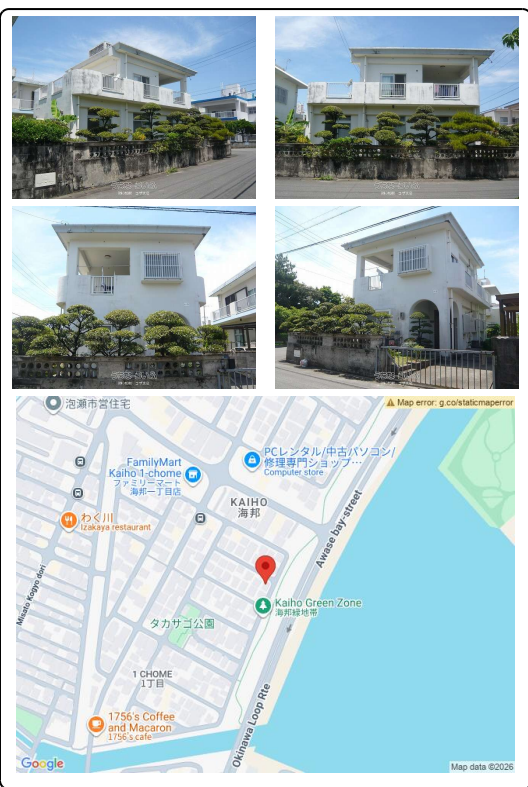 泡瀬市営住宅
Map error: g.co/staticmaperror
FamilyMart
Kaiho 1-chome
ファミリーマート
海邦一丁目店
PCレンタル/中古パソコン/
修理専門ショップ…
Computer store
KAIHO
海邦
わぐ川
Izakaya restaurant
Awase bay-street
Misato Kogyo dori
Kaiho Green Zone
海邦緑地帯
タカサゴ公園
1 CHOME
1丁目
1756's Coffee
and Macaron
1756's cafe
Okinawa Loop Rte
Google
Map data ©2026